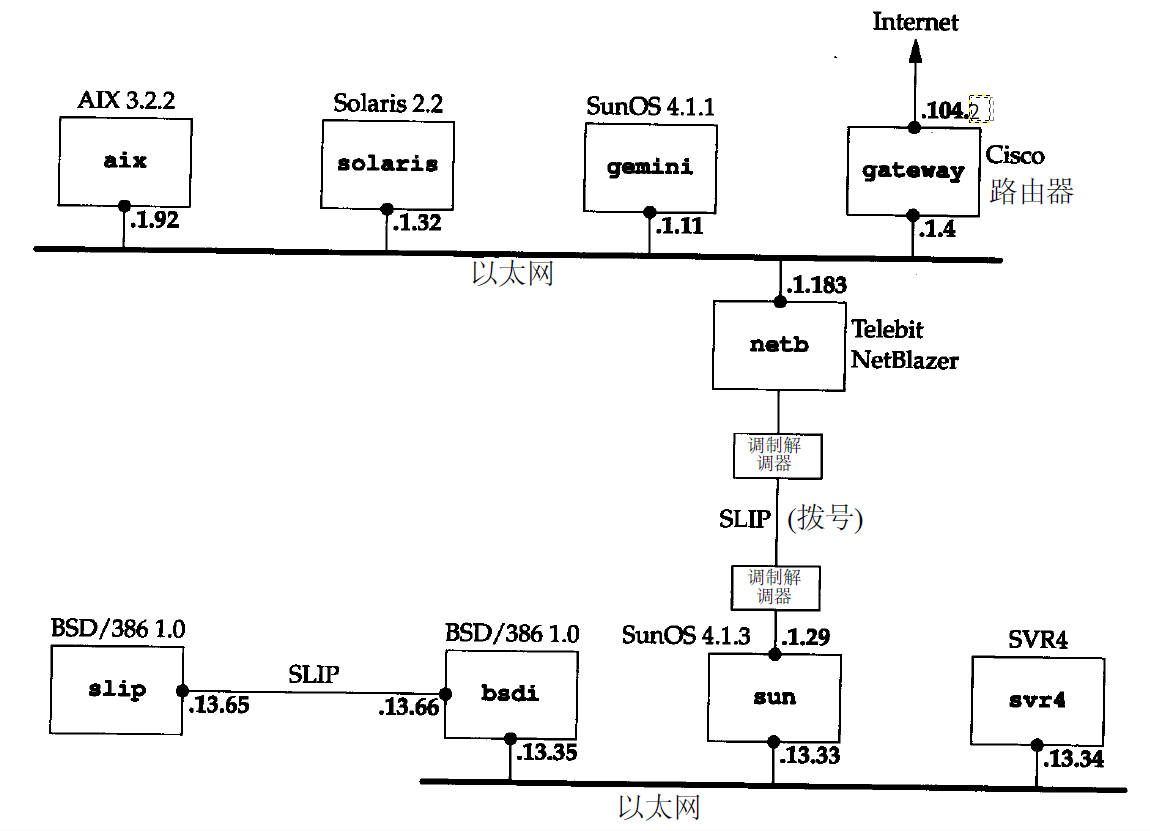 Internet
AIX 3.2.2
Solaris 2.2
SunOS 4.1.1
.104.2
aix
solaris
gemini
gateway
Cisco
路由器
.1.92
.1.32
.1.11
.1.4
以太网
.1.183
netb
Telebit
NetBlazer
调制解
调器
SLIP (拨号)
调制解
调器
BSD/386 1.0
BSD/386 1.0
SunOS 4.1.3
.1.29
SVR4
slip
SLIP
bsdi
sun
svr4
.13.65
.13.66
.13.35
.13.33
.13.34
以太网